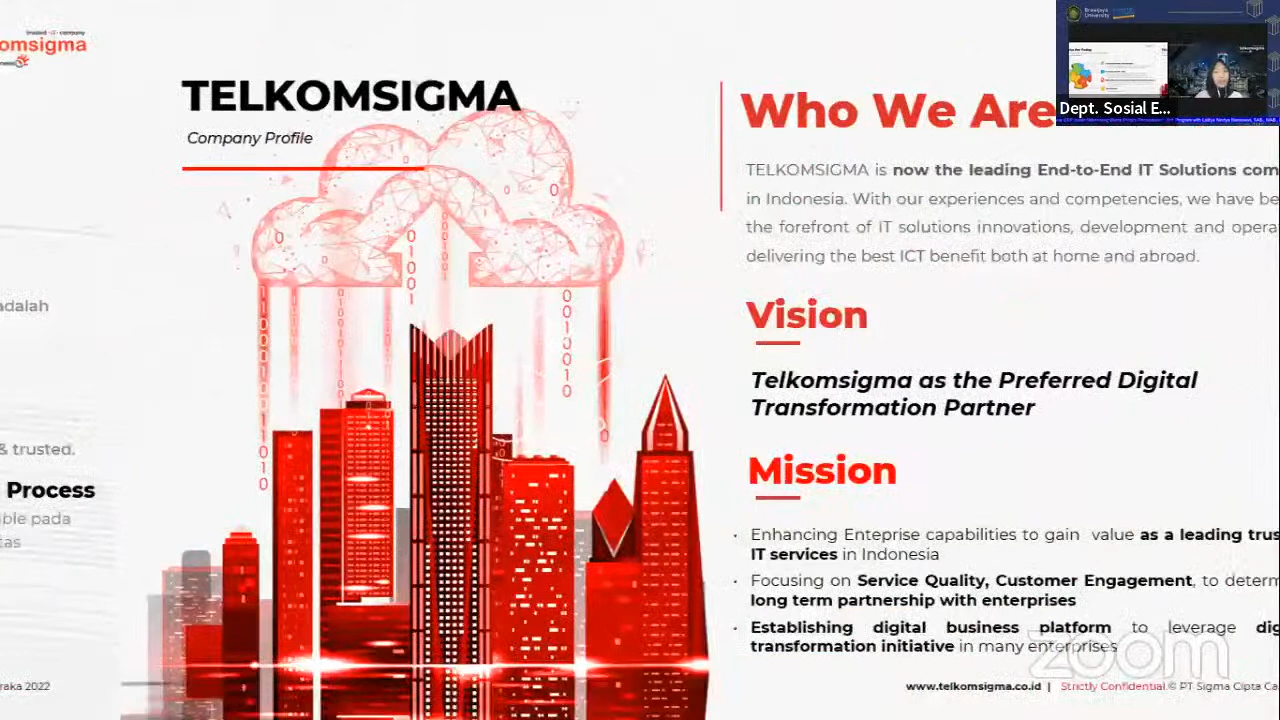 trusted - IT - company
omsigma
TELKOMSIGMA
Company Profile
adalah
& trusted.
Process
ble pada
tas
raka 2022
Who We Are
TELKOMSIGMA is now the leading End-to-End IT Solutions com
in Indonesia. With our experiences and competencies, we have be
the forefront of IT solutions innovations, development and opera
delivering the best ICT benefit both at home and abroad.
Vision
Telkomsigma as the Preferred Digital
Transformation Partner
Mission
• Enhancing Enteprise capabilities to gain value as a leading trus
IT services in Indonesia
• Focusing on Service Quality, Customer Engagement, to determ
long term partnership with enterprises
• Establishing digital business platform to leverage dig
transformation initiative in many enterprises
www.telkomsigma.co.id | Strictly Confidential © PT Sigma Cipta Ca
zoom
Brawijaya
University
Dept. Sosial E...